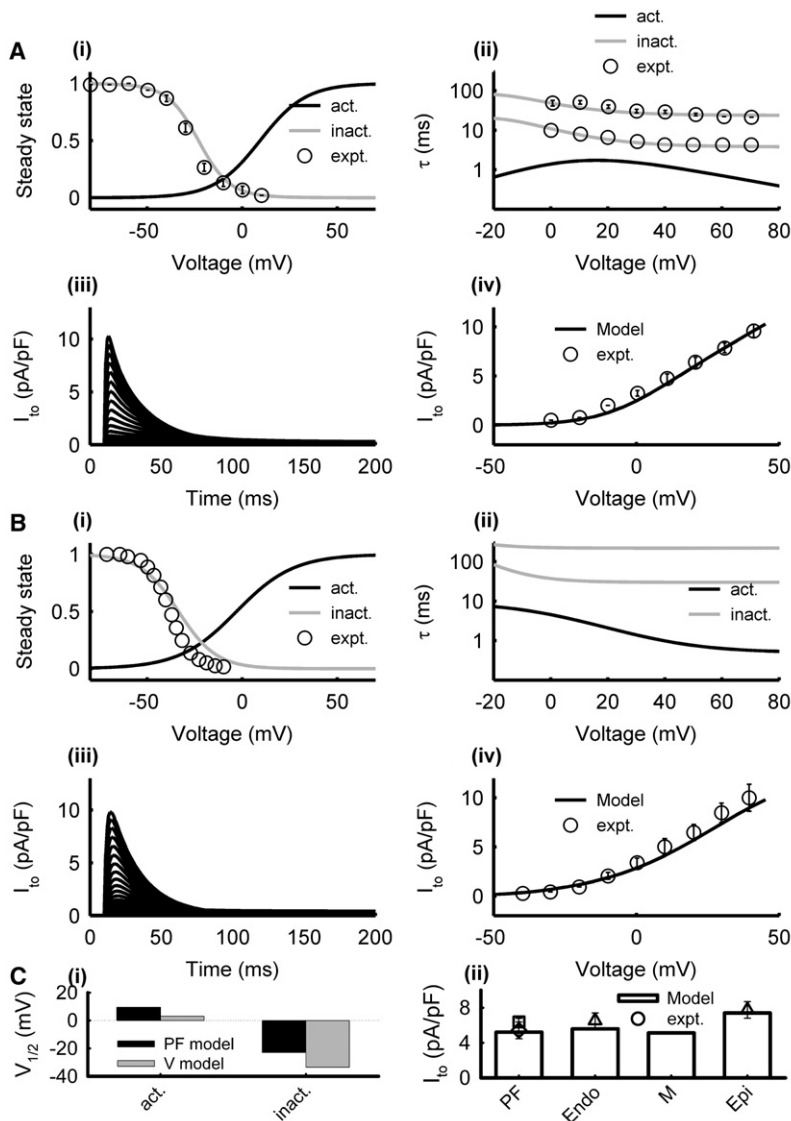 A
(i)
Steady state
1
0.5
0
act.
inact.
expt.
-50
0
50
Voltage (mV)
(ii)
act.
inact.
expt.
τ (ms)
100
10
1
-20
0
20
40
60
80
Voltage (mV)
(iii)
I_to (pA/pF)
10
5
0
0
50
100
150
200
Time (ms)
(iv)
I_to (pA/pF)
10
5
0
Model
expt.
-50
0
50
Voltage (mV)
B
(i)
Steady state
1
0.5
0
act.
inact.
expt.
-50
0
50
Voltage (mV)
(ii)
τ (ms)
100
10
1
act.
inact.
-20
0
20
40
60
80
Voltage (mV)
(iii)
I_to (pA/pF)
10
5
0
0
50
100
150
200
Time (ms)
(iv)
I_to (pA/pF)
10
5
0
Model
expt.
-50
0
50
Voltage (mV)
C
(i)
V_1/2 (mV)
20
0
-20
-40
PF model
V model
act.
inact.
(ii)
I_to (pA/pF)
8
4
0
Model
expt.
PF
Endo
M
Epi